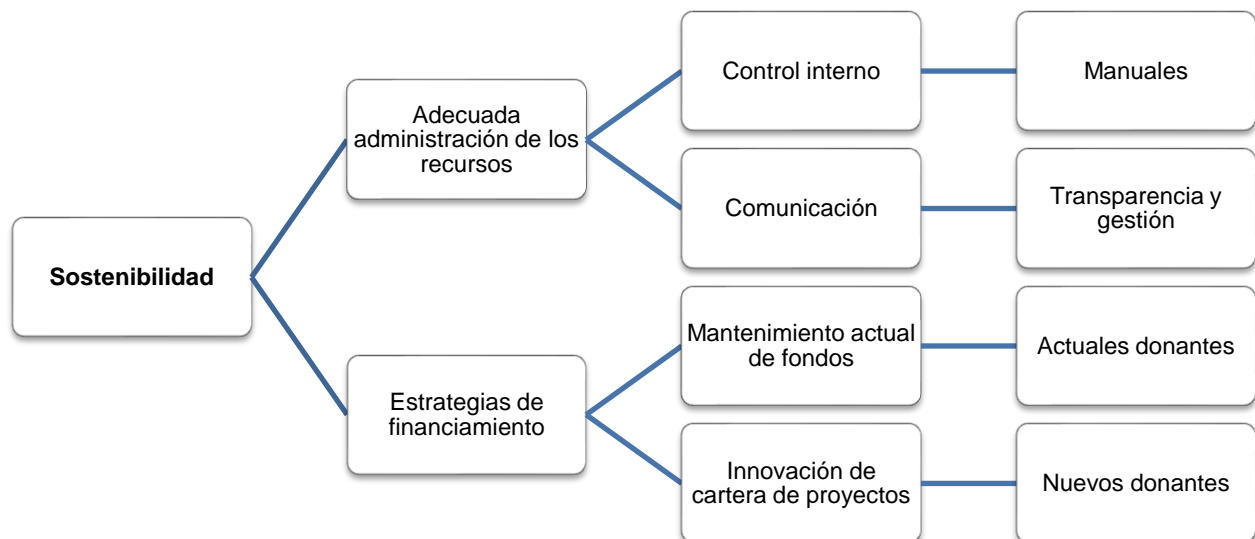 Control interno
Manuales
Adecuada
administración de los
recursos
Comunicación
Transparencia y
gestión
Sostenibilidad
Mantenimiento actual
de fondos
Actuales donantes
Estrategias de
financiamiento
Innovación de
cartera de proyectos
Nuevos donantes